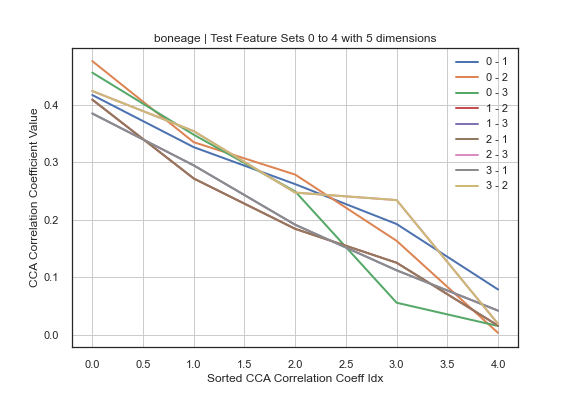 boneage | Test Feature Sets 0 to 4 with 5 dimensions
0 - 1
0 - 2
0 - 3
1 - 2
1 - 3
2 - 1
2 - 3
3 - 1
3 - 2
CCA Correlation Coefficient Value
0.4
0.3
0.2
0.1
0.0
0.0 0.5 1.0 1.5 2.0 2.5 3.0 3.5 4.0
Sorted CCA Correlation Coeff Idx